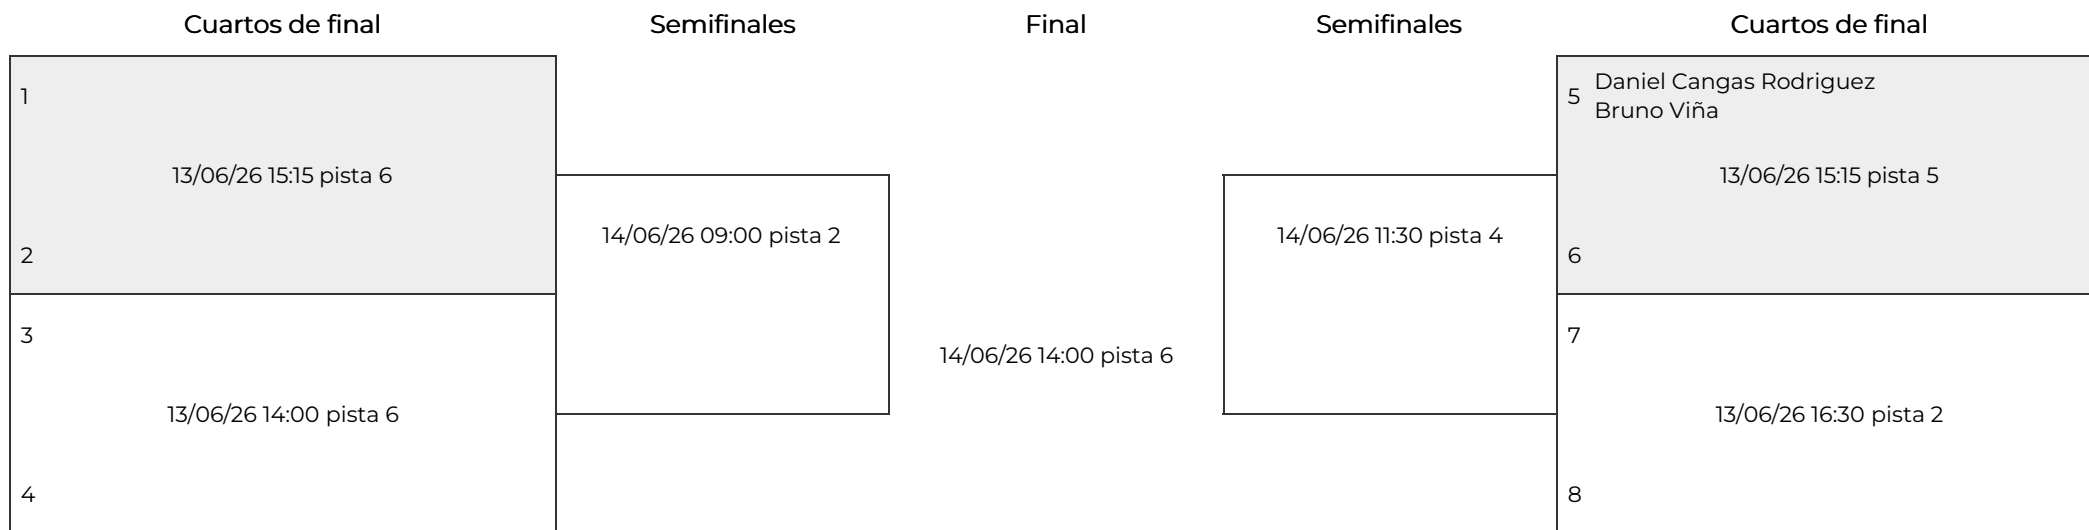 Cuartos de final
Semifinales
Final
Semifinales
Cuartos de final
1
13/06/26 15:15 pista 6
2
3
13/06/26 14:00 pista 6
4
14/06/26 09:00 pista 2
14/06/26 14:00 pista 6
14/06/26 11:30 pista 4
5 Daniel Cangas Rodriguez
Bruno Viña
13/06/26 15:15 pista 5
6
7
13/06/26 16:30 pista 2
8